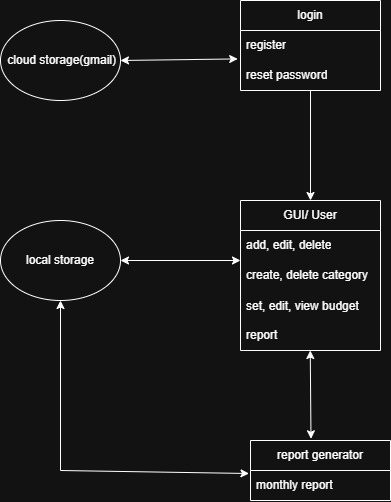 login
cloud storage(gmail)
register
reset password
GUI/ User
add, edit, delete
local storage
create, delete category
set, edit, view budget
report
report generator
monthly report